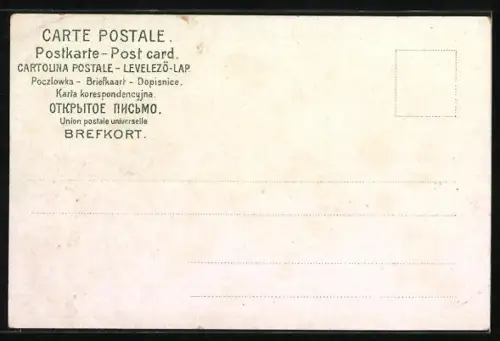 CARTE POSTALE.
Postkarte – Post card.
CARTOLINA POSTALE – LEVELEZŐ-LAP.
Poczlowka – Briefkaart – Dopisnice.
Karta korespondencyjna.
ОТКРЫТОЕ ПИСЬМО.
Union postale universelle
BREFKORT.